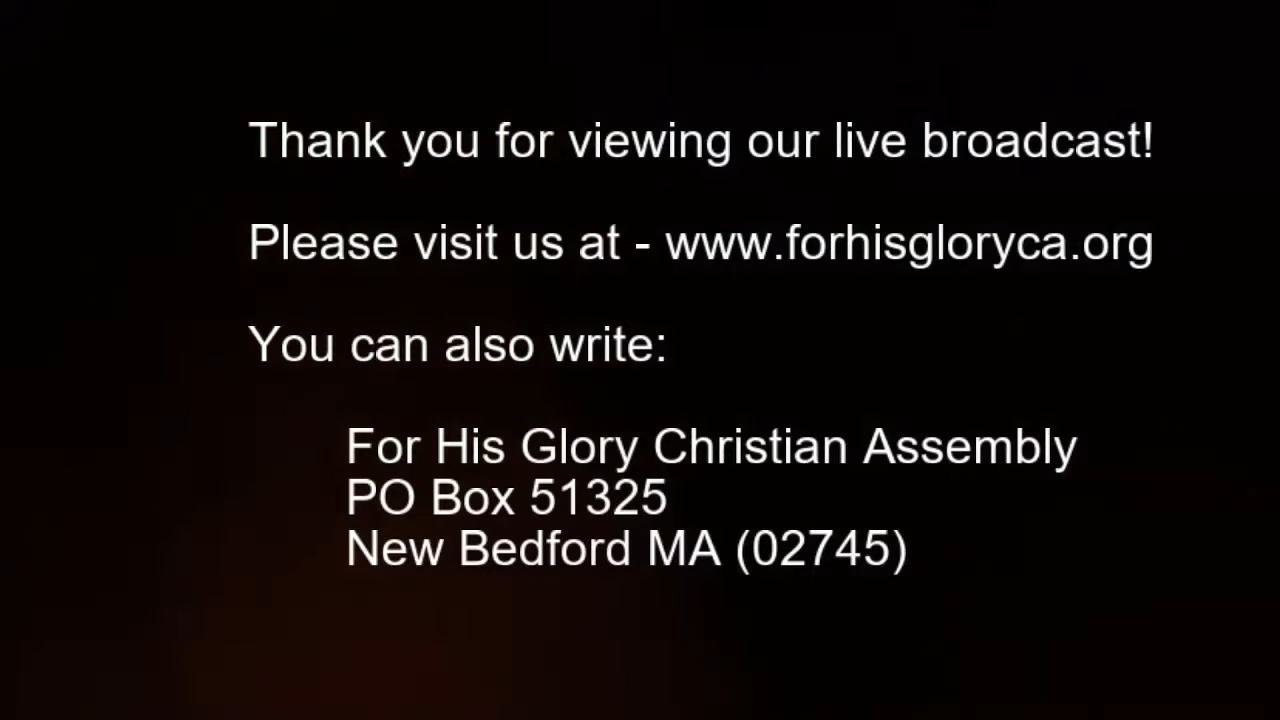 Thank you for viewing our live broadcast!
Please visit us at - www.forhisgloryca.org
You can also write:
For His Glory Christian Assembly
PO Box 51325
New Bedford MA (02745)